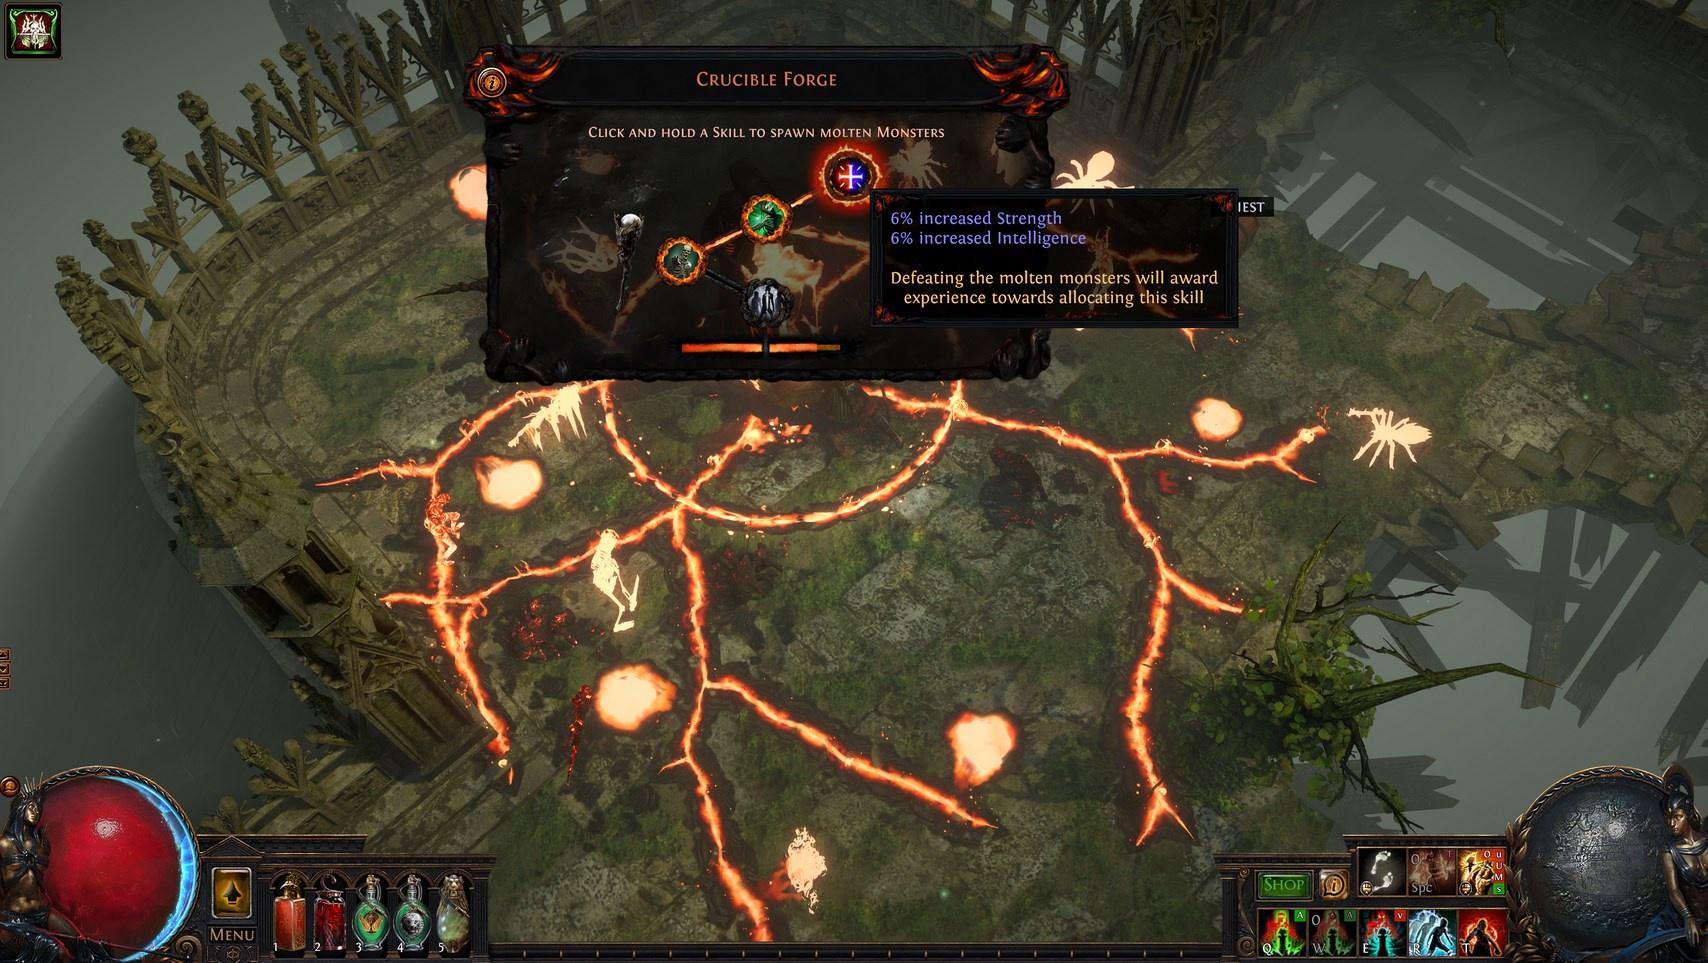 Crucible Forge
Click and hold a Skill to spawn molten Monsters
6% increased Strength
6% increased Intelligence
Defeating the molten monsters will award
experience towards allocating this skill
Shop
Menu
1 2 3 4 5
Spc
Q W E R T